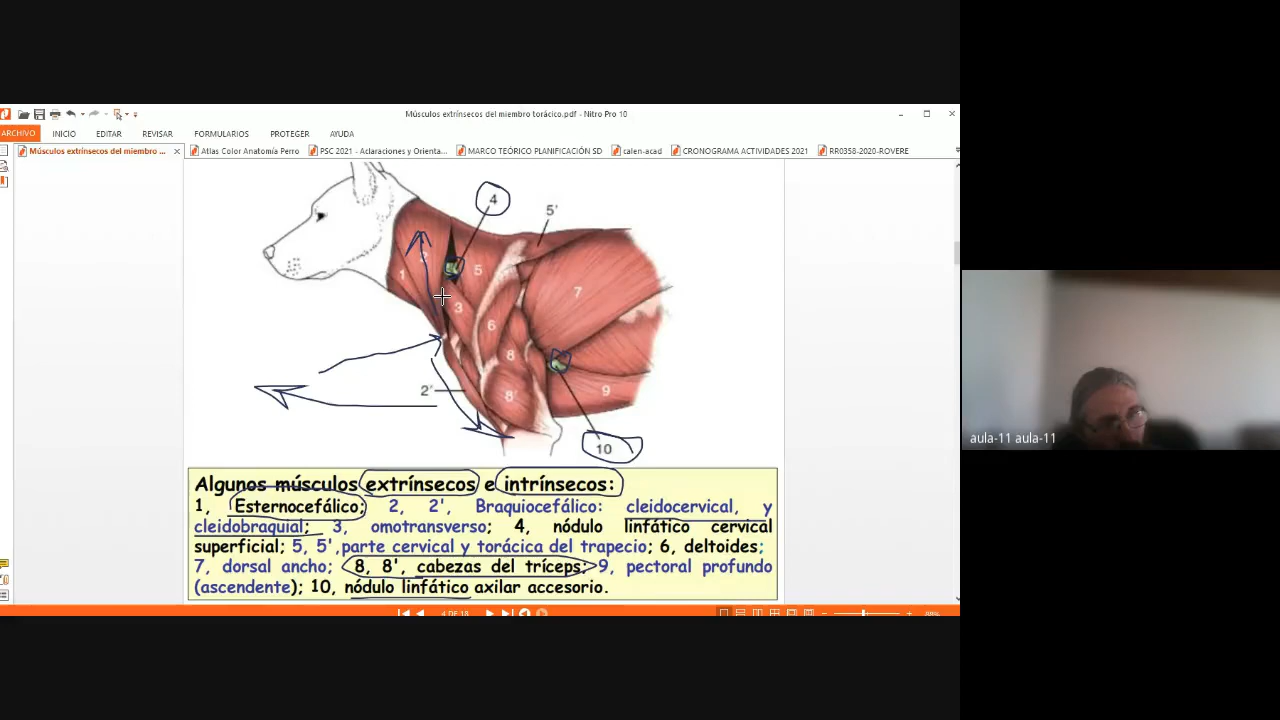 Músculos extrínsecos del miembro torácico.pdf - Nitro Pro 10
ARCHIVO INICIO EDITAR REVISAR FORMULARIOS PROTEGER AYUDA
Músculos extrínsecos del miembro ... × Atlas Color Anatomía Perro PSC 2021 - Aclaraciones y Orienta... MARCO TEÓRICO PLANIFICACIÓN SD calen-acad CRONOGRAMA ACTIVIDADES 2021 RR0358-2020-ROVERE
4
5'
2
1
5
7
3
6
8
2'
8'
9
10
aula-11 aula-11
Algunos músculos extrínsecos e intrínsecos:
1, Esternocefálico; 2, 2', Braquiocefálico: cleidocervical, y
cleidobraquial; 3, omotransverso; 4, nódulo linfático cervical
superficial; 5, 5',parte cervical y torácica del trapecio; 6, deltoides;
7, dorsal ancho; 8, 8', cabezas del tríceps; 9, pectoral profundo
(ascendente); 10, nódulo linfático axilar accesorio.
4 DE 18